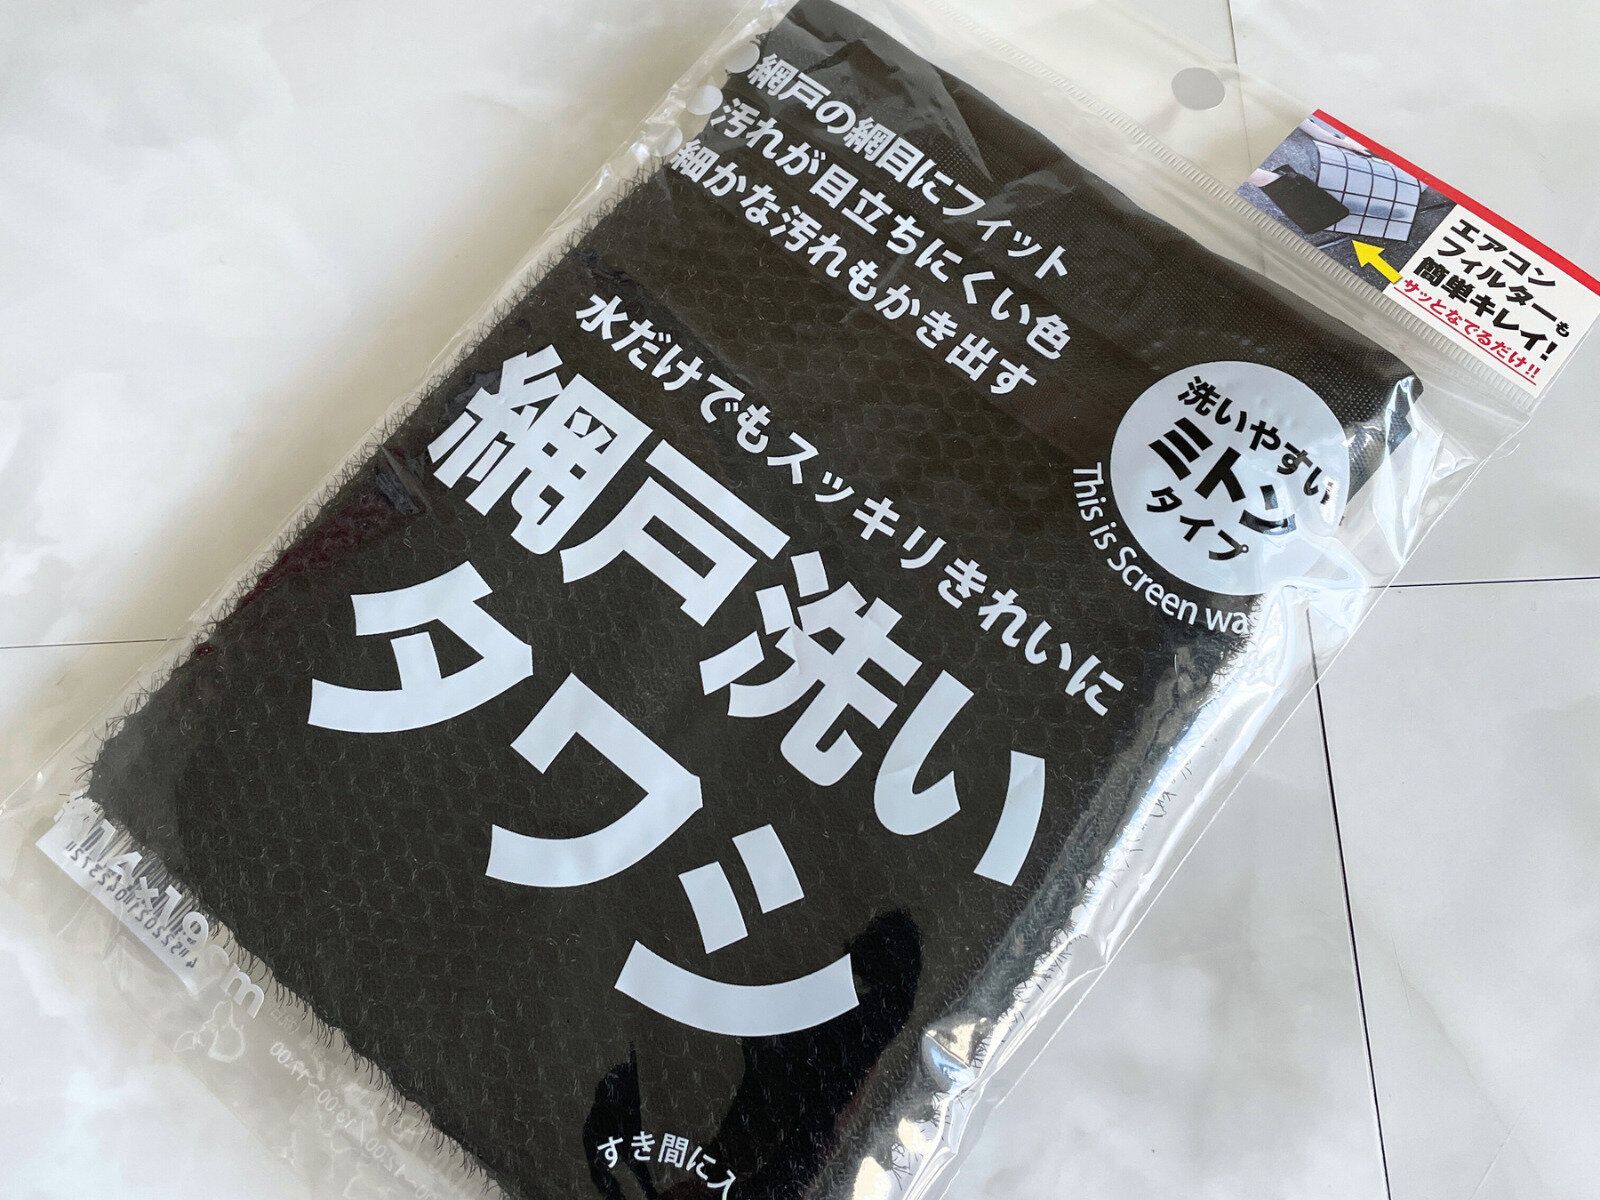 網戸の網目にフィット
汚れが目立ちにくい色
細かな汚れもかき出す
エアコン
フィルターも
簡単キレイ!
サッとなでるだけ!!
洗いやすい
ミトン
タイプ
This is Screen wa
水だけでもスッキリきれいに
網戸洗い
タワシ
すき間に入